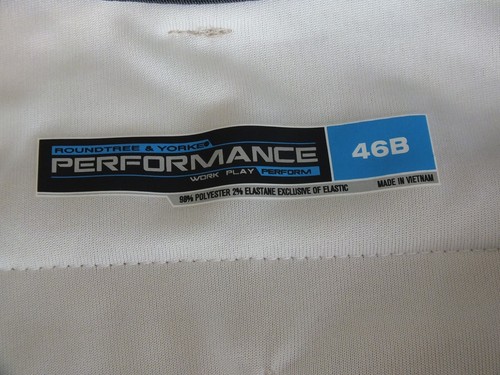 ROUNDTREE & YORKE®
PERFORMANCE
WORK PLAY PERFORM
46B
98% POLYESTER 2% ELASTANE EXCLUSIVE OF ELASTIC
MADE IN VIETNAM